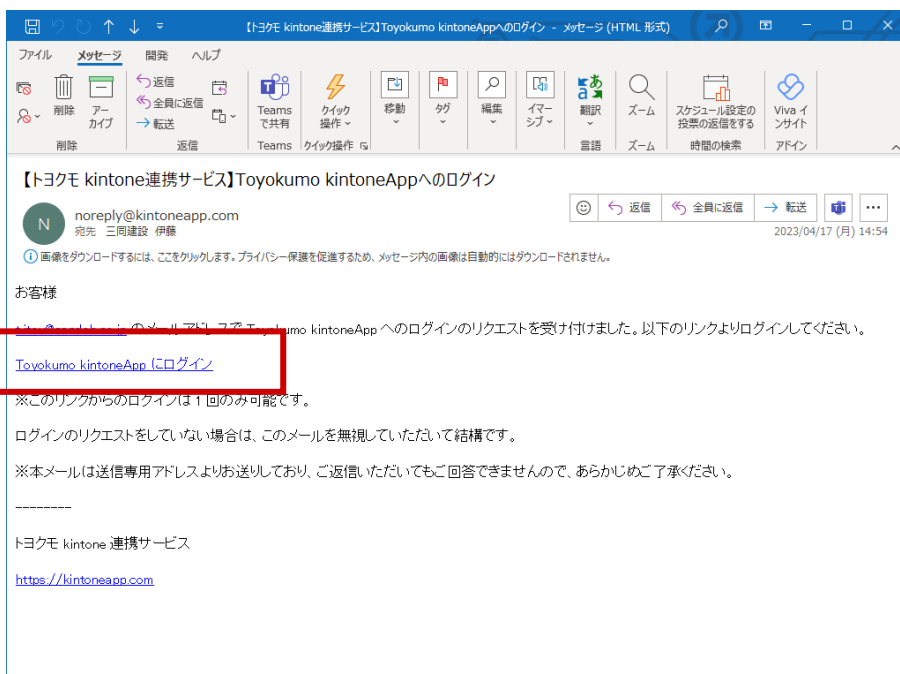 【トヨクモ kintone連携サービス】Toyokumo kintoneAppへのログイン - メッセージ (HTML 形式)
ファイル メッセージ 開発 ヘルプ
削除 アーカイブ 返信 全員に返信 転送 Teamsで共有 クイック操作 移動 タグ 編集 イマーシブ 翻訳 ズーム スケジュール設定の投票の返信をする Viva インサイト
削除 返信 Teams クイック操作 言語 ズーム 時間の検索 アドイン
【トヨクモ kintone連携サービス】Toyokumo kintoneAppへのログイン
N noreply@kintoneapp.com
宛先 三同建設 伊藤
返信 全員に返信 転送
2023/04/17 (月) 14:54
画像をダウンロードするには、ここをクリックします。プライバシー保護を促進するため、メッセージ内の画像は自動的にはダウンロードされません。
お客様
のメールアドレスで Toyokumo kintoneApp へのログインのリクエストを受け付けました。以下のリンクよりログインしてください。
Toyokumo kintoneApp にログイン
※このリンクからのログインは 1 回のみ可能です。
ログインのリクエストをしていない場合は、このメールを無視していただいて結構です。
※本メールは送信専用アドレスよりお送りしており、ご返信いただいてもご回答できませんので、あらかじめご了承ください。
--------
トヨクモ kintone 連携サービス
https://kintoneapp.com